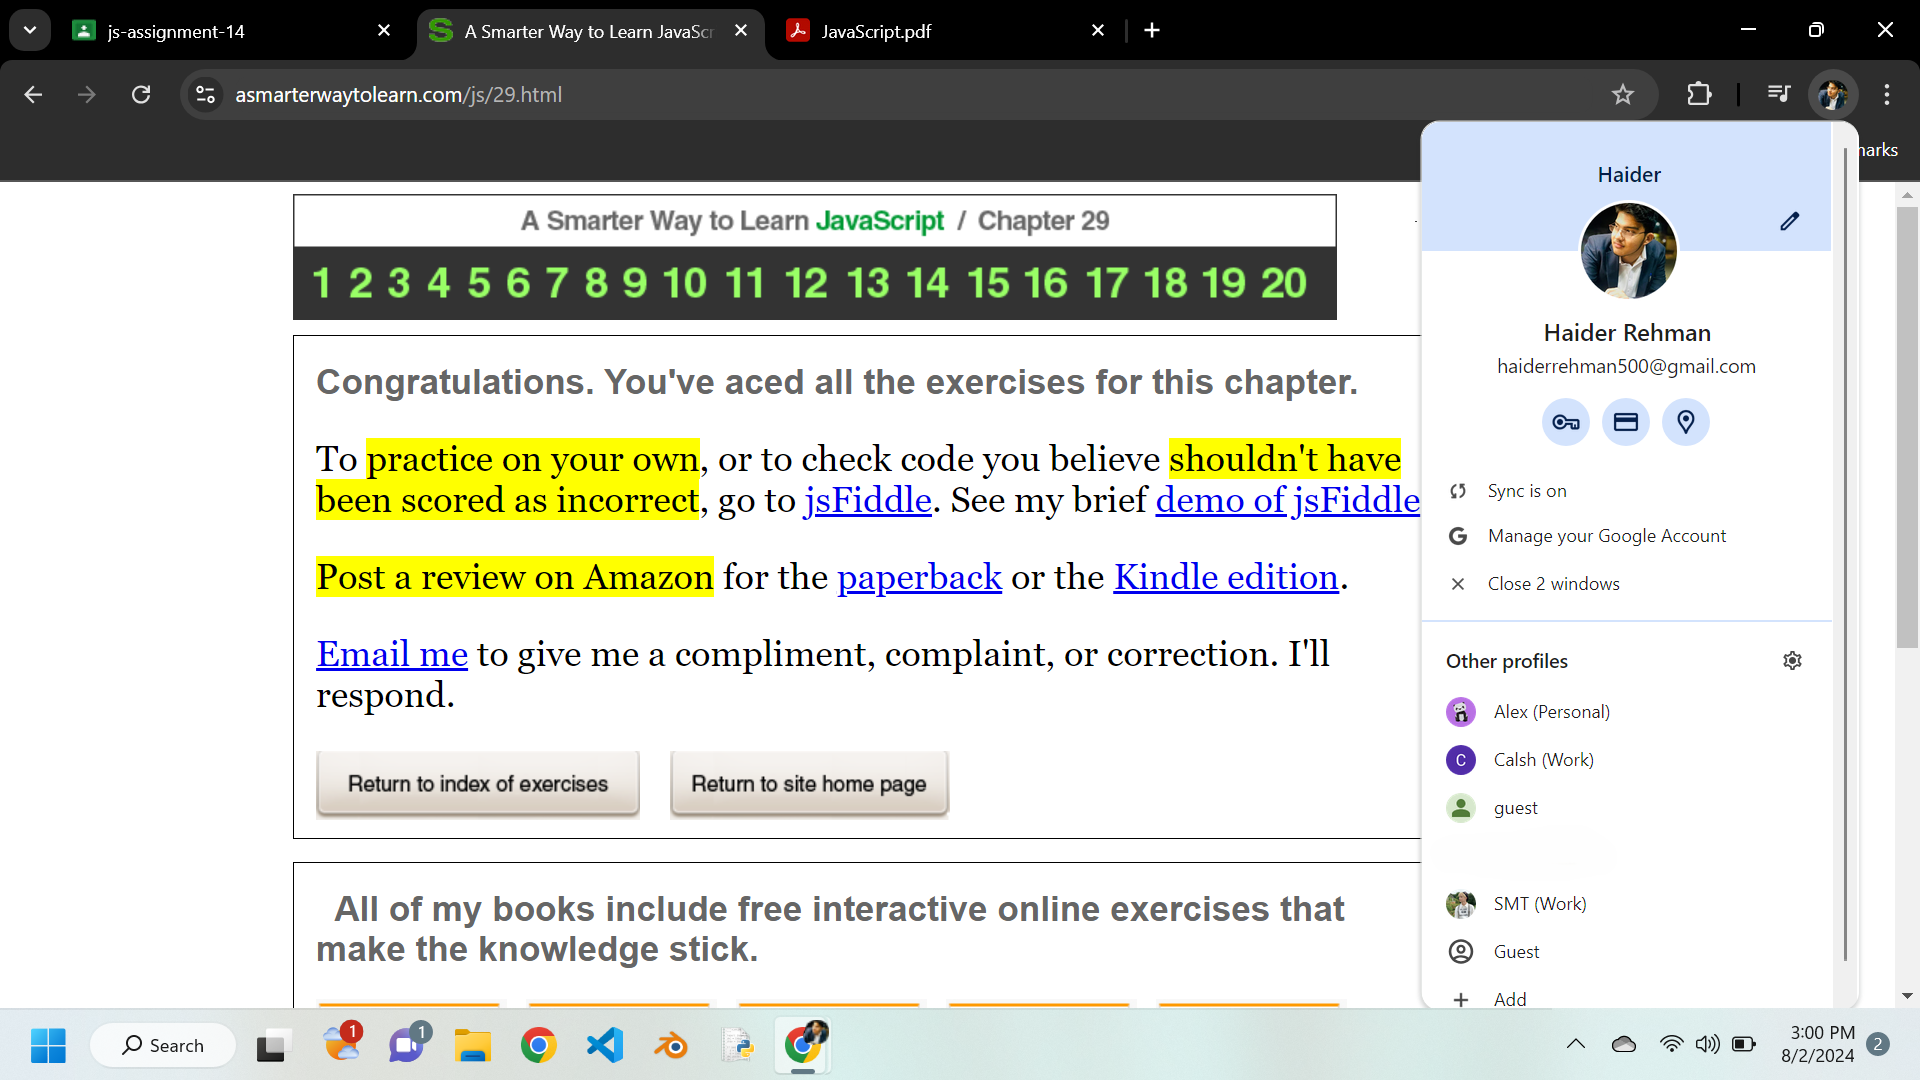 js-assignment-14
A Smarter Way to Learn JavaScr
JavaScript.pdf
asmarterwaytolearn.com/js/29.html
narks
A Smarter Way to Learn JavaScript / Chapter 29
1 2 3 4 5 6 7 8 9 10 11 12 13 14 15 16 17 18 19 20
Congratulations. You've aced all the exercises for this chapter.
To practice on your own, or to check code you believe shouldn't have
been scored as incorrect, go to jsFiddle. See my brief demo of jsFiddle
Post a review on Amazon for the paperback or the Kindle edition.
Email me to give me a compliment, complaint, or correction. I'll
respond.
Return to index of exercises
Return to site home page
All of my books include free interactive online exercises that
make the knowledge stick.
Haider
Haider Rehman
haiderrehman500@gmail.com
Sync is on
Manage your Google Account
Close 2 windows
Other profiles
Alex (Personal)
C
Calsh (Work)
guest
SMT (Work)
Guest
Add
Search
1
1
3:00 PM
8/2/2024
2